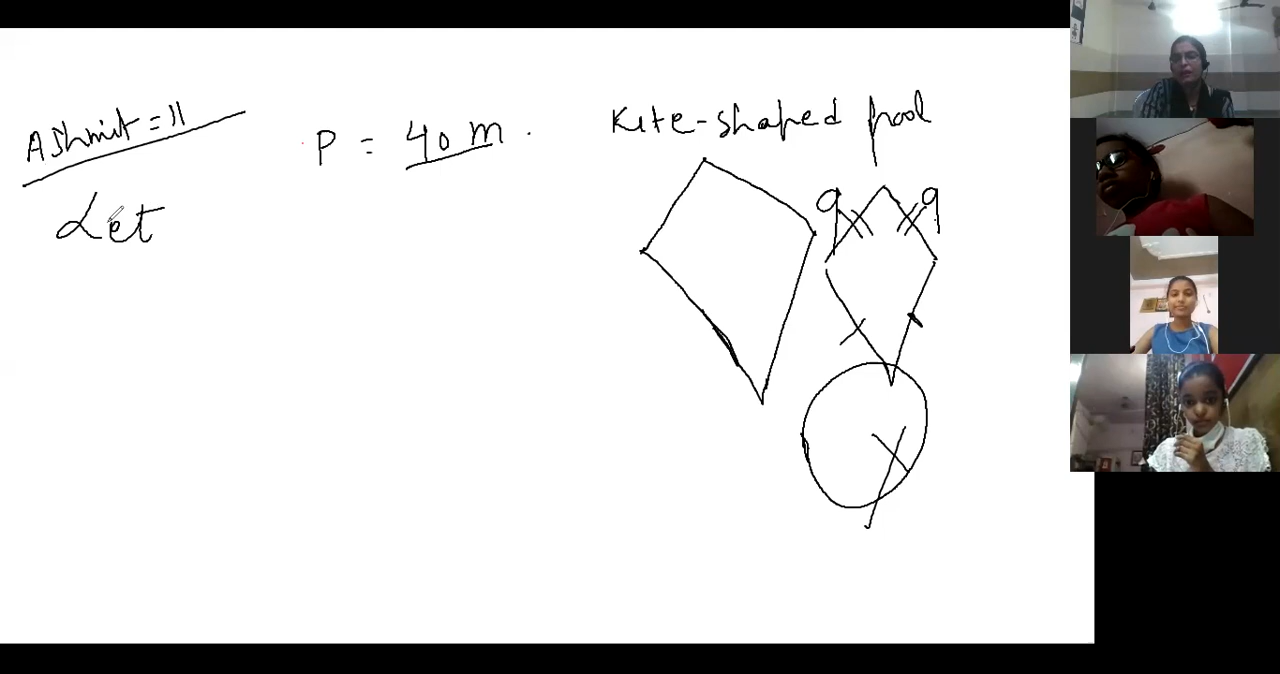 Ashmit = 11
P = 40 m.
Kite-shaped pool
Let
9 9